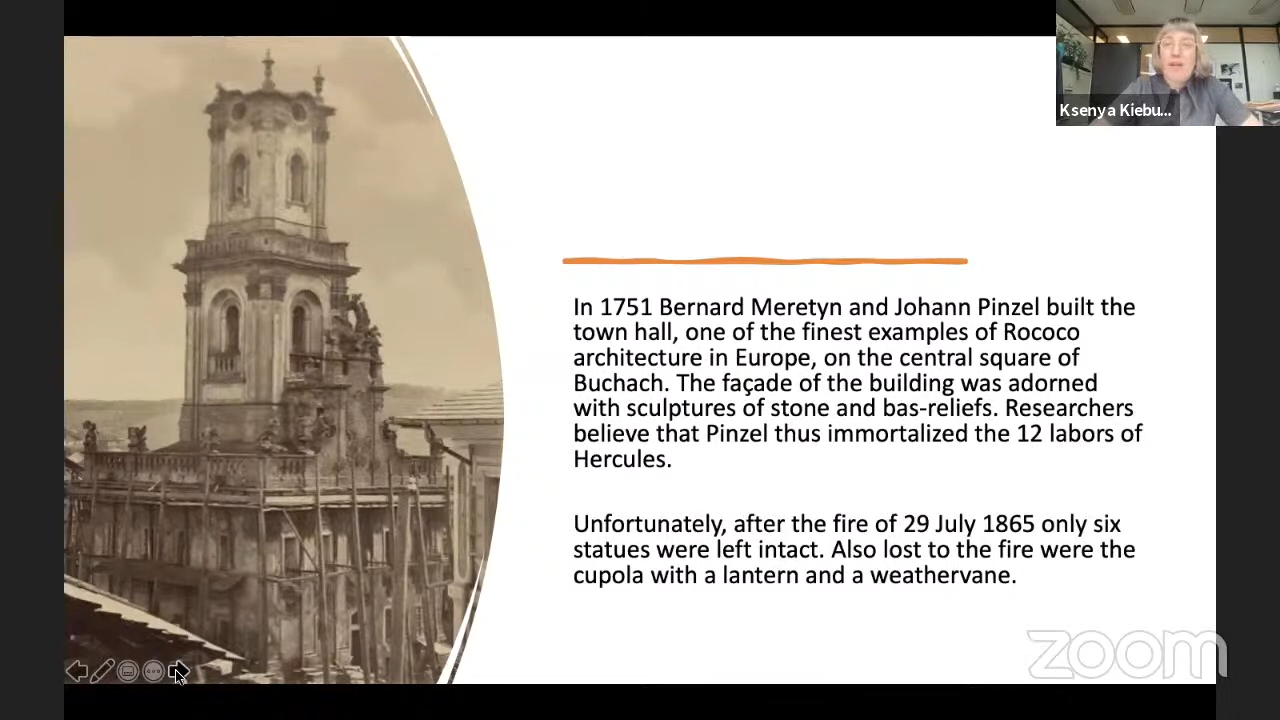 Ksenya Kiebu...
In 1751 Bernard Meretyn and Johann Pinzel built the
town hall, one of the finest examples of Rococo
architecture in Europe, on the central square of
Buchach. The façade of the building was adorned
with sculptures of stone and bas-reliefs. Researchers
believe that Pinzel thus immortalized the 12 labors of
Hercules.
Unfortunately, after the fire of 29 July 1865 only six
statues were left intact. Also lost to the fire were the
cupola with a lantern and a weathervane.
zoom